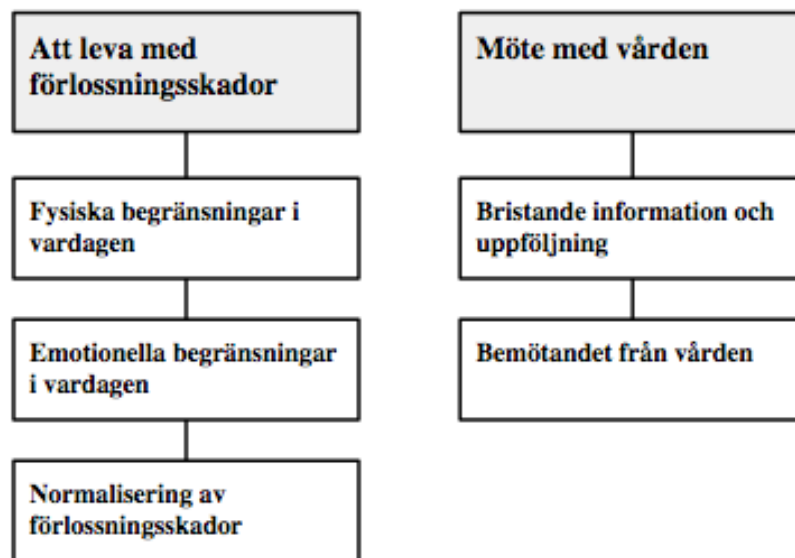 Att leva med
förlossningsskador
Fysiska begränsningar i
vardagen
Emotionella begränsningar
i vardagen
Normalisering av
förlossningsskador
Möte med vården
Bristande information och
uppföljning
Bemötandet från vården